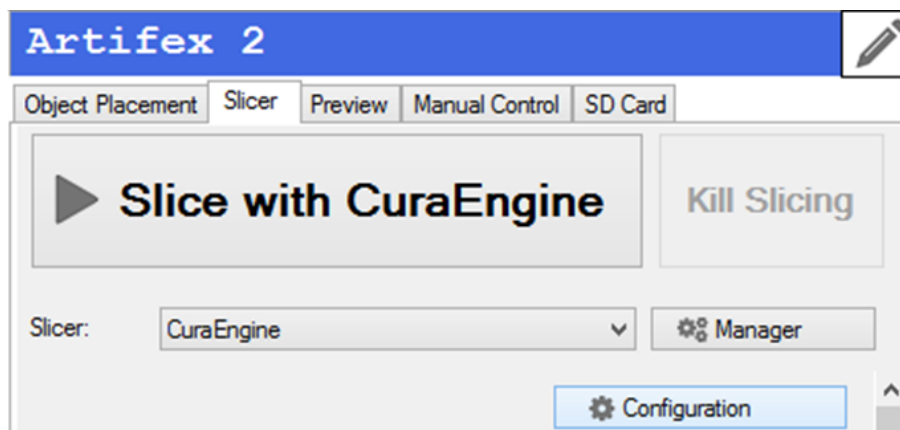 Artifex 2
Object Placement Slicer Preview Manual Control SD Card
Slice with CuraEngine Kill Slicing
Slicer: CuraEngine Manager
Configuration